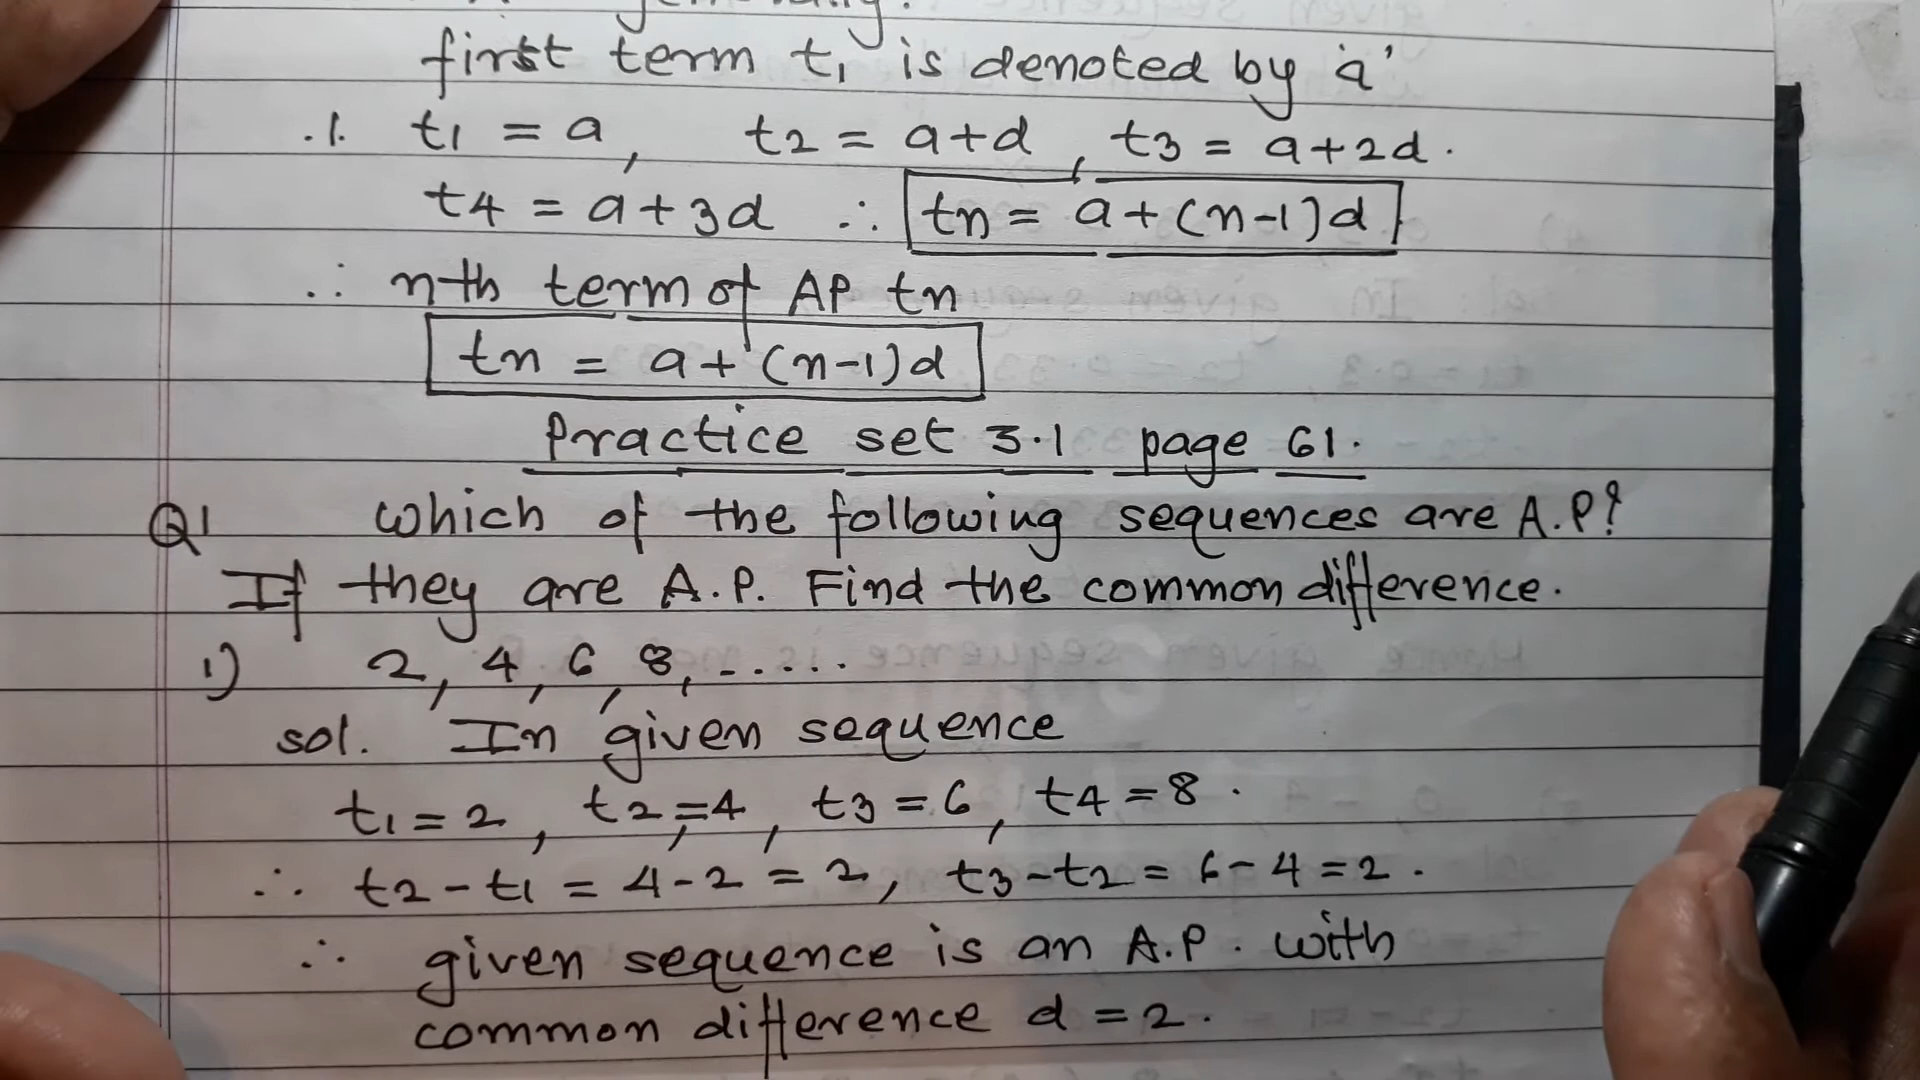 first term t1 is denoted by 'a'
∴ t1 = a, t2 = a+d, t3 = a+2d.
t4 = a+3d ∴ tn = a+(n-1)d
∴ nth term of AP tn
tn = a+(n-1)d
Practice set 3.1 page 61.
Q1 which of the following sequences are A.P?
If they are A.P. Find the common difference.
1) 2, 4, 6, 8, .....
sol. In given sequence
t1=2, t2=4, t3=6, t4=8.
∴ t2-t1 = 4-2 = 2, t3-t2 = 6-4=2.
∴ given sequence is an A.P. with
common difference d=2.